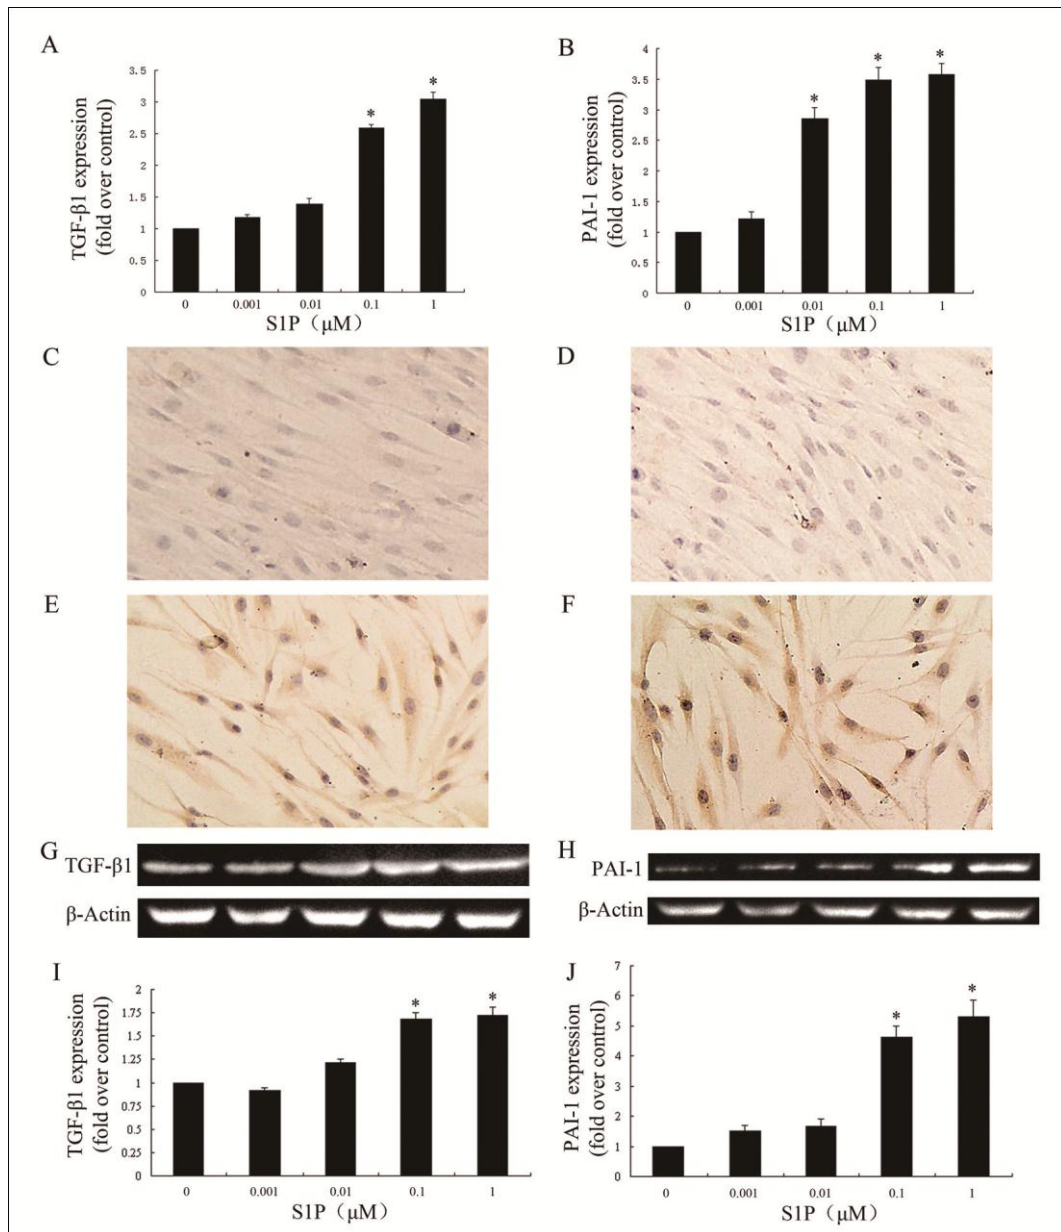 A
TGF-β1 expression
(fold over control)
3.5
3
2.5
2
1.5
1
0.5
0
*
*
0 0.001 0.01 0.1 1
S1P（μM）
B
PAI-1 expression
(fold over control)
4
3.5
3
2.5
2
1.5
1
0.5
0
*
*
*
0 0.001 0.01 0.1 1
S1P（μM）
C
D
E
F
G
TGF-β1
β-Actin
H
PAI-1
β-Actin
I
TGF-β1 expression
(fold over control)
2
1.75
1.5
1.25
1
0.75
0.5
0.25
0
*
*
0 0.001 0.01 0.1 1
S1P（μM）
J
PAI-1 expression
(fold over control)
7
6
5
4
3
2
1
0
*
*
0 0.001 0.01 0.1 1
S1P（μM）